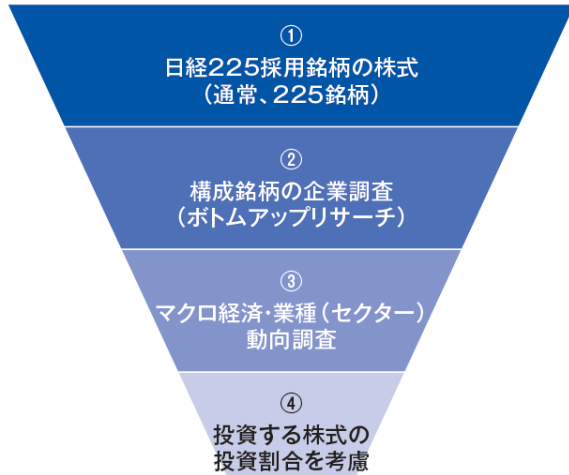 ①
日経225採用銘柄の株式
（通常、225銘柄）
②
構成銘柄の企業調査
（ボトムアップリサーチ）
③
マクロ経済・業種（セクター）
動向調査
④
投資する株式の
投資割合を考慮